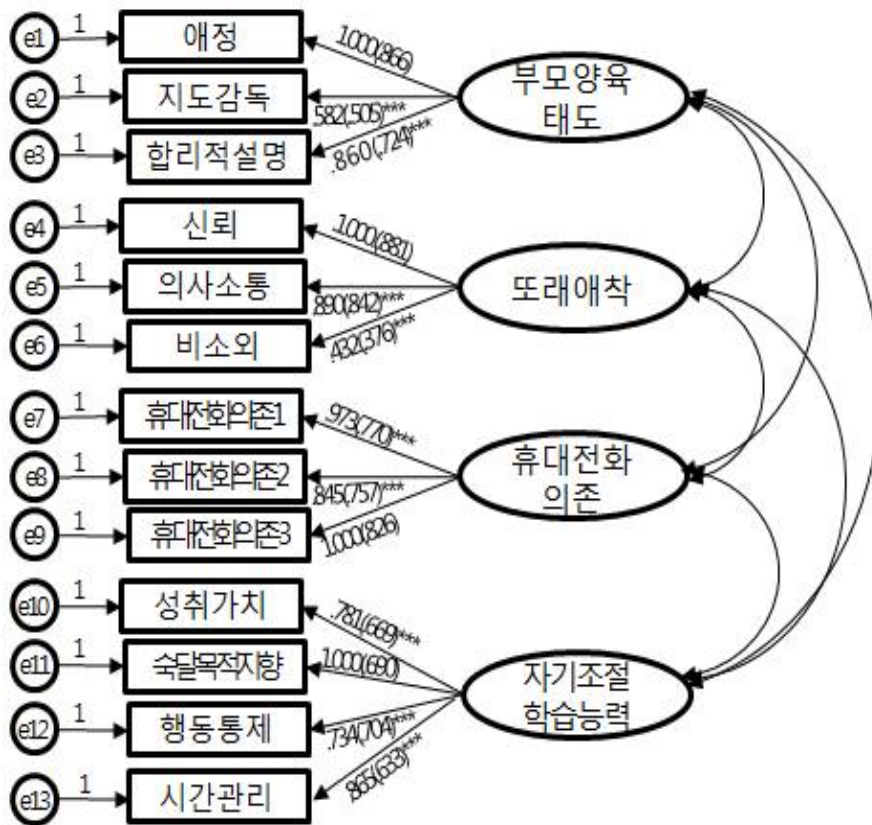 e1 1 애정 1.000(.866)
부모양육
태도
e2 1 지도감독 .582(.505)***
e3 1 합리적설명 .860(.724)***
e4 1 신뢰 1.000(.881)
또래애착
e5 1 의사소통 .890(.842)***
e6 1 비소외 .432(.376)***
e7 1 휴대전화의존1 .973(.770)***
휴대전화
의존
e8 1 휴대전화의존2 .845(.757)***
e9 1 휴대전화의존3 1.000(.826)
e10 1 성취가치 .781(.669)***
e11 1 숙달목적지향 1.000(.690)
자기조절
학습능력
e12 1 행동통제 .734(.704)***
e13 1 시간관리 .865(.633)***